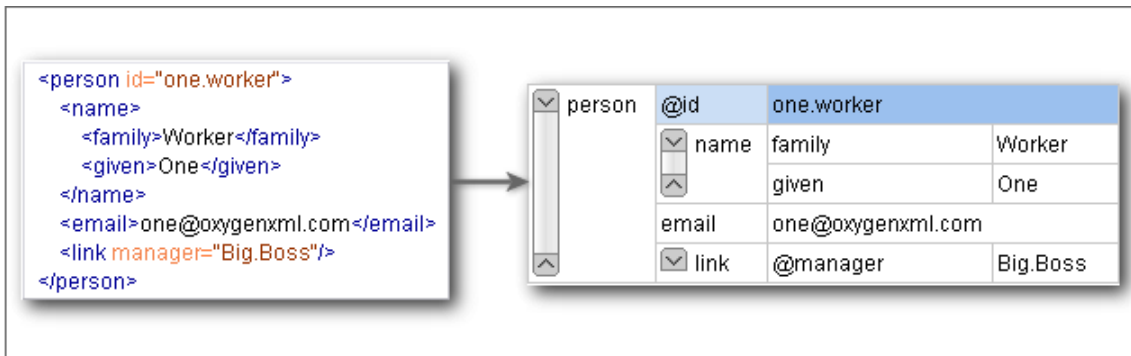 <person id="one.worker">
<name>
<family>Worker</family>
<given>One</given>
</name>
<email>one@oxygenxml.com</email>
<link manager="Big.Boss"/>
</person>
person @id one.worker
name family Worker
given One
email one@oxygenxml.com
link @manager Big.Boss